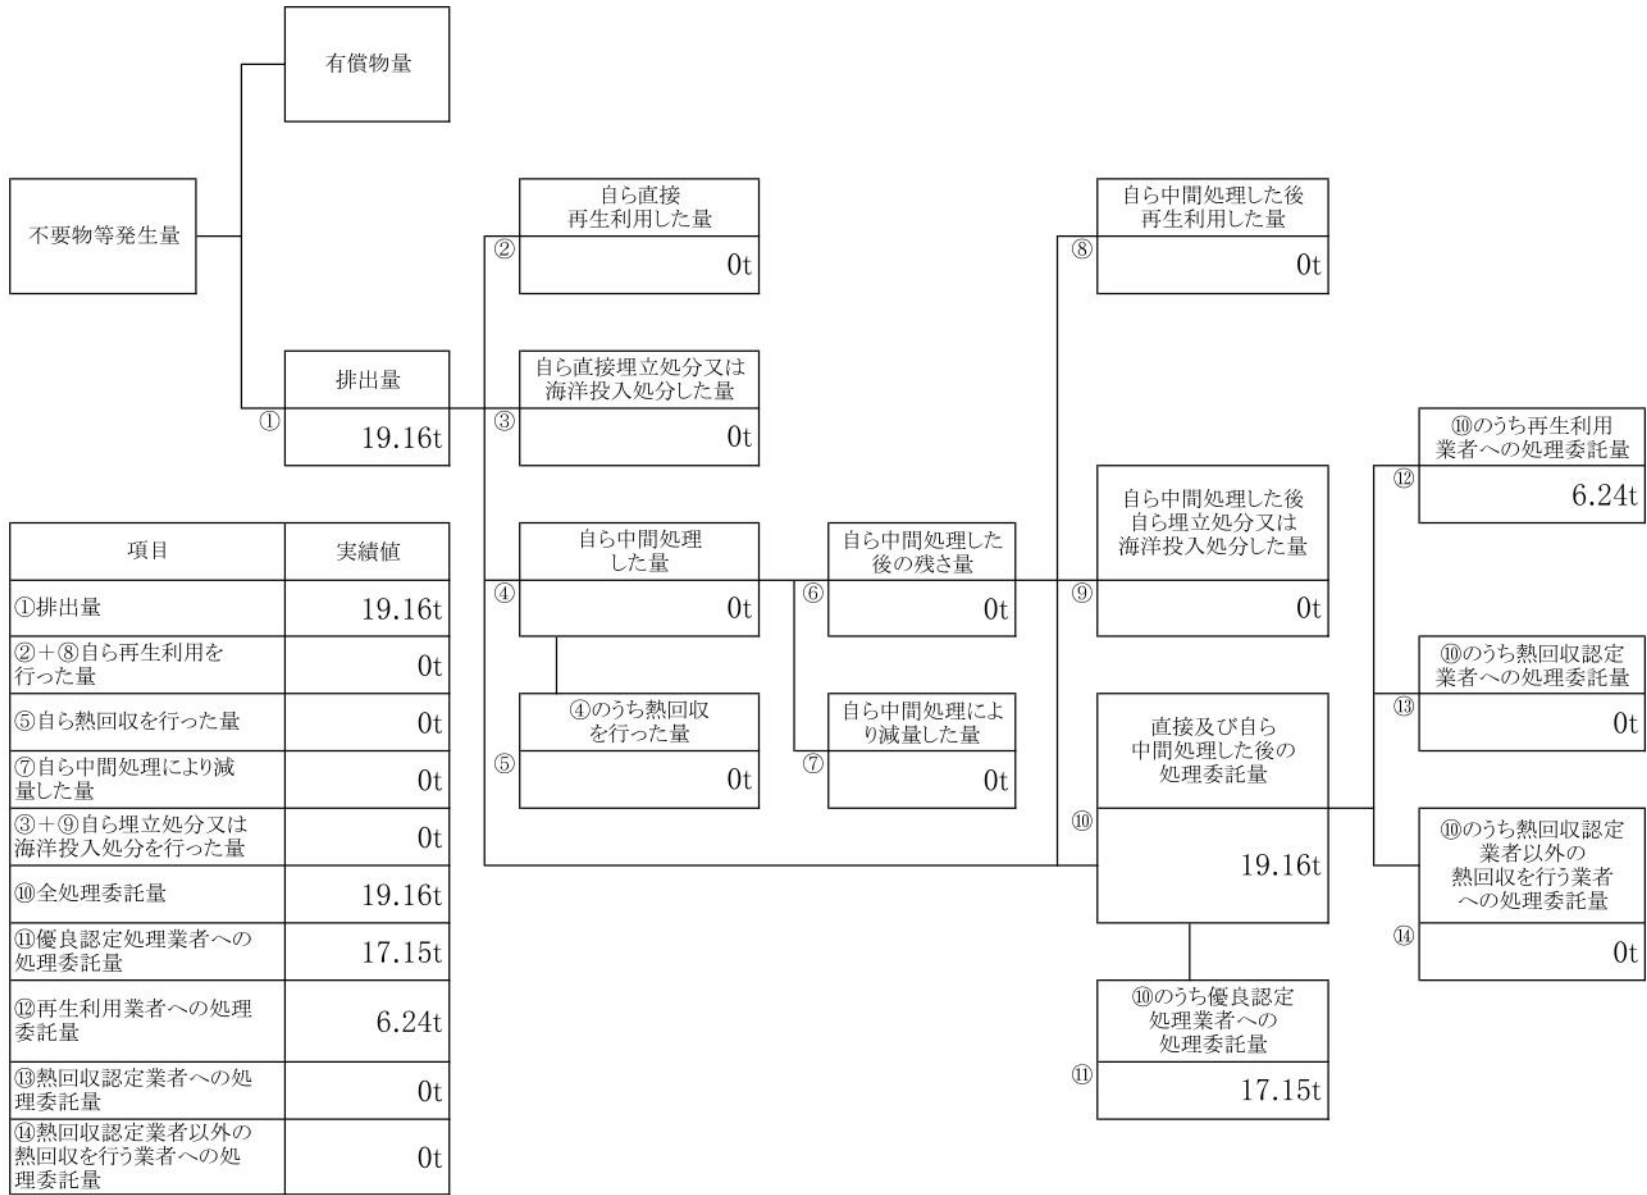 有償物量
不要物等発生量
排出量
①
19.16t
自ら直接
再生利用した量
②
0t
自ら直接埋立処分又は
海洋投入処分した量
③
0t
自ら中間処理
した量
④
0t
④のうち熱回収
を行った量
⑤
0t
自ら中間処理した
後の残さ量
⑥
0t
自ら中間処理によ
り減量した量
⑦
0t
自ら中間処理した後
再生利用した量
⑧
0t
自ら中間処理した後
自ら埋立処分又は
海洋投入処分した量
⑨
0t
直接及び自ら
中間処理した後の
処理委託量
⑩
19.16t
⑩のうち優良認定
処理業者への
処理委託量
⑪
17.15t
⑩のうち再生利用
業者への処理委託量
⑫
6.24t
⑩のうち熱回収認定
業者への処理委託量
⑬
0t
⑩のうち熱回収認定
業者以外の
熱回収を行う業者
への処理委託量
⑭
0t
項目 実績値
①排出量 19.16t
②＋⑧自ら再生利用を
行った量 0t
⑤自ら熱回収を行った量 0t
⑦自ら中間処理により減
量した量 0t
③＋⑨自ら埋立処分又は
海洋投入処分を行った量 0t
⑩全処理委託量 19.16t
⑪優良認定処理業者への
処理委託量 17.15t
⑫再生利用業者への処理
委託量 6.24t
⑬熱回収認定業者への処
理委託量 0t
⑭熱回収認定業者以外の
熱回収を行う業者への処
理委託量 0t